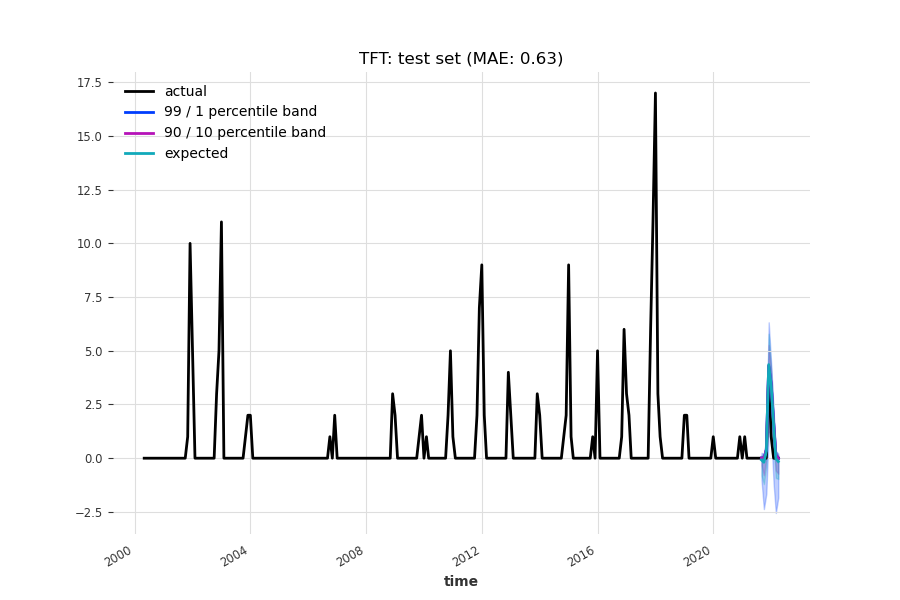 TFT: test set (MAE: 0.63)
actual
99 / 1 percentile band
90 / 10 percentile band
expected
17.5
15.0
12.5
10.0
7.5
5.0
2.5
0.0
−2.5
2000
2004
2008
2012
2016
2020
time